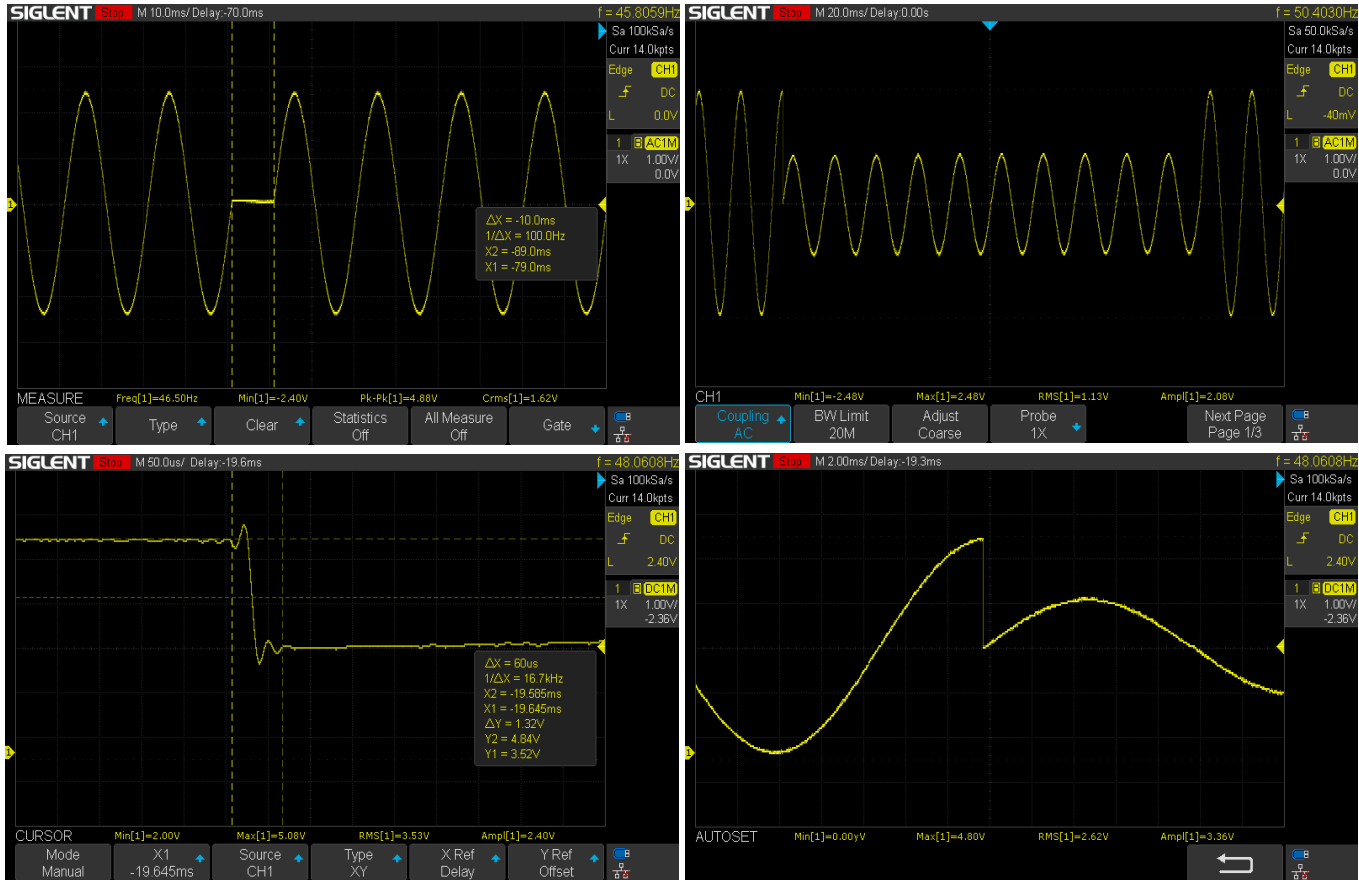 SIGLENT Stop M 10.0ms/ Delay:-70.0ms f = 45.8059Hz
Sa 100kSa/s
Curr 14.0kpts
Edge CH1
DC
L 0.0V
1 B AC1M
1X 1.00V/
0.0V
1
ΔX = -10.0ms
1/ΔX = 100.0Hz
X2 = -89.0ms
X1 = -79.0ms
MEASURE Freq[1]=46.50Hz Min[1]=-2.40V Pk-Pk[1]=4.88V Crms[1]=1.62V
Source Type Clear Statistics All Measure Gate
CH1 Off Off
SIGLENT Stop M 20.0ms/ Delay:0.00s f = 50.4030Hz
Sa 50.0kSa/s
Curr 14.0kpts
Edge CH1
DC
L -40mV
1 B AC1M
1X 1.00V/
0.0V
1
CH1 Min[1]=-2.48V Max[1]=2.48V RMS[1]=1.13V Ampl[1]=2.08V
Coupling BW Limit Adjust Probe Next Page
AC 20M Coarse 1X Page 1/3
SIGLENT Stop M 50.0us/ Delay:-19.6ms f = 48.0608Hz
Sa 100kSa/s
Curr 14.0kpts
Edge CH1
DC
L 2.40V
1 B DC1M
1X 1.00V/
-2.36V
1
ΔX = 60us
1/ΔX = 16.7kHz
X2 = -19.585ms
X1 = -19.645ms
ΔY = 1.32V
Y2 = 4.84V
Y1 = 3.52V
CURSOR Min[1]=2.00V Max[1]=5.08V RMS[1]=3.53V Ampl[1]=2.40V
Mode X1 Source Type X Ref Y Ref
Manual -19.645ms CH1 XY Delay Offset
SIGLENT Stop M 2.00ms/ Delay:-19.3ms f = 48.0608Hz
Sa 100kSa/s
Curr 14.0kpts
Edge CH1
DC
L 2.40V
1 B DC1M
1X 1.00V/
-2.36V
1
AUTOSET Min[1]=0.00yV Max[1]=4.80V RMS[1]=2.62V Ampl[1]=3.36V